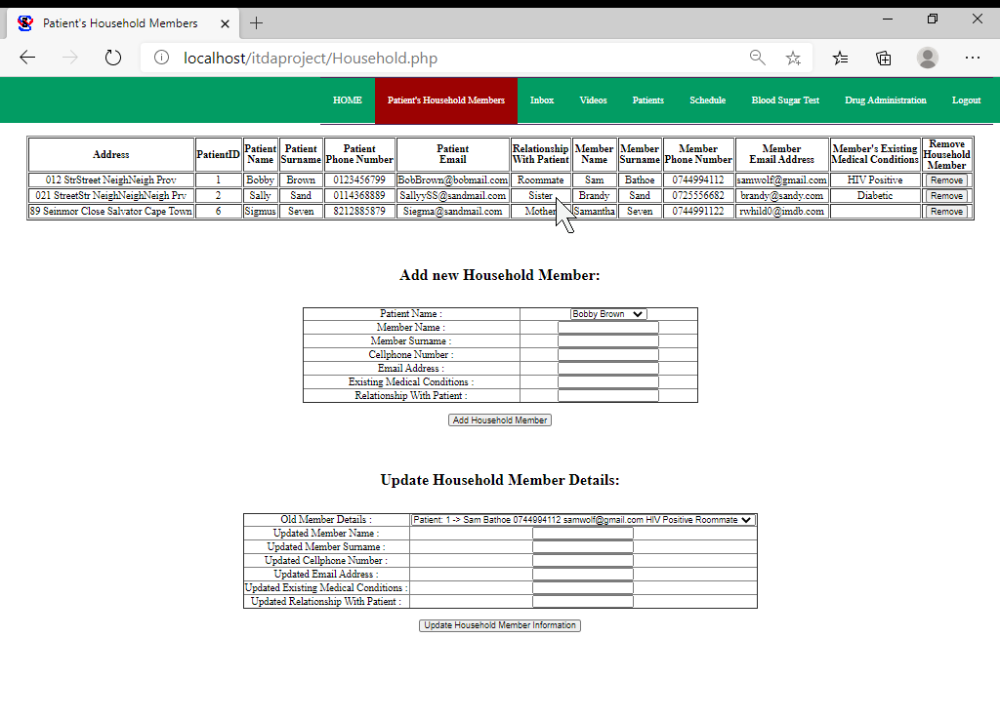 Patient's Household Members
localhost/itdaproject/Household.php
HOME Patient's Household Members Inbox Videos Patients Schedule Blood Sugar Test Drug Administration Logout
Address PatientID Patient Name Patient Surname Patient Phone Number Patient Email Relationship With Patient Member Name Member Surname Member Phone Number Member Email Address Member's Existing Medical Conditions Remove Household Member
012 StrStreet NeighNeigh Prov 1 Bobby Brown 0123456799 BobBrown@bobmail.com Roommate Sam Bathoe 0744994112 samwolf@gmail.com HIV Positive Remove
021 StreetStr NeighNeighNeigh Prv 2 Sally Sand 0114368889 SallyySS@sandmail.com Sister Brandy Sand 0725556682 brandy@sandy.com Diabetic Remove
89 Seinmor Close Salvator Cape Town 6 Sigmus Seven 8212885879 Siegma@sandmail.com Mother Samantha Seven 0744991122 rwhild0@imdb.com Remove
Add new Household Member:
Patient Name : Bobby Brown
Member Name :
Member Surname :
Cellphone Number :
Email Address :
Existing Medical Conditions :
Relationship With Patient :
Add Household Member
Update Household Member Details:
Old Member Details : Patient: 1 -> Sam Bathoe 0744994112 samwolf@gmail.com HIV Positive Roommate
Updated Member Name :
Updated Member Surname :
Updated Cellphone Number :
Updated Email Address :
Updated Existing Medical Conditions :
Updated Relationship With Patient :
Update Household Member Information